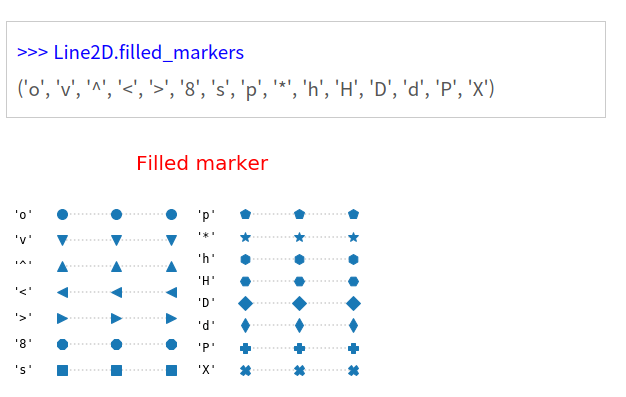 >>> Line2D.filled_markers
('o', 'v', '^', '<', '>', '8', 's', 'p', '*', 'h', 'H', 'D', 'd', 'P', 'X')
Filled marker
'o'
'v'
'^'
'<'
'>'
'8'
's'
'p'
'*'
'h'
'H'
'D'
'd'
'P'
'X'